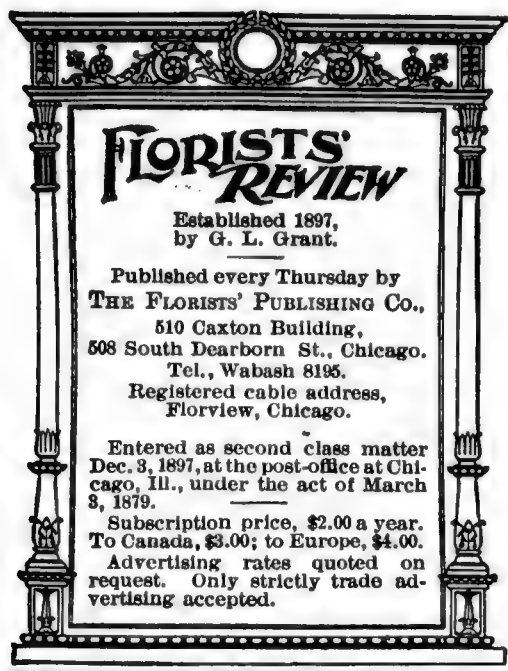 FLORISTS'
REVIEW
Established 1897,
by G. L. Grant.
Published every Thursday by
THE FLORISTS' PUBLISHING CO.,
510 Caxton Building,
508 South Dearborn St., Chicago.
Tel., Wabash 8195.
Registered cable address,
Florview, Chicago.
Entered as second class matter
Dec. 3, 1897, at the post-office at Chi-
cago, Ill., under the act of March
3, 1879.
Subscription price, $2.00 a year.
To Canada, $3.00; to Europe, $4.00.
Advertising rates quoted on
request. Only strictly trade ad-
vertising accepted.